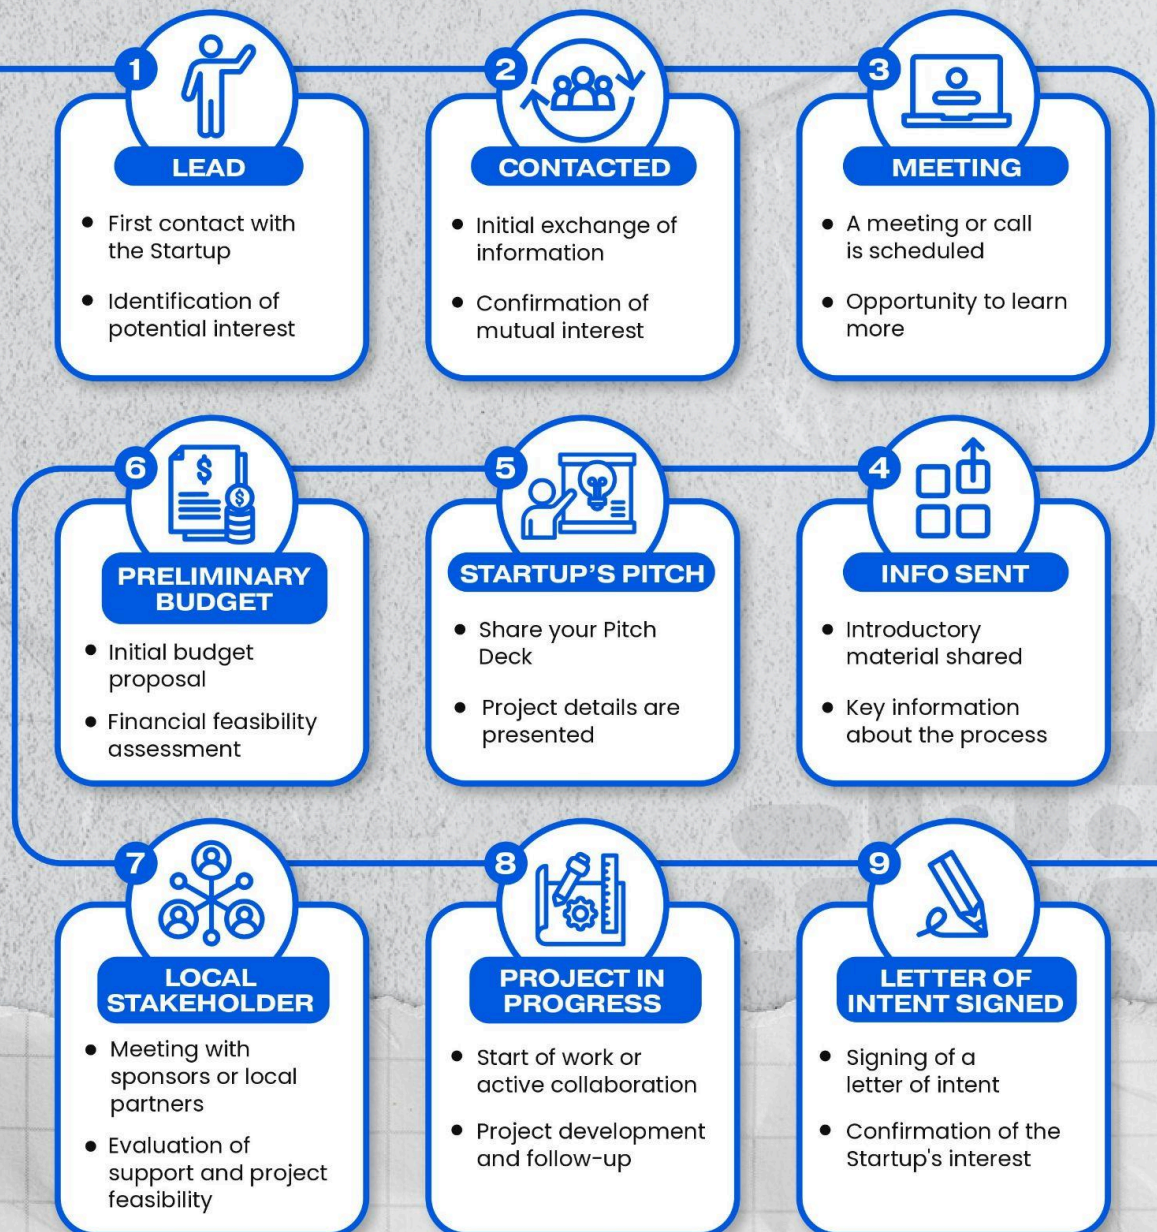 1
LEAD
First contact with
the Startup
Identification of
potential interest
2
CONTACTED
Initial exchange of
information
Confirmation of
mutual interest
3
MEETING
A meeting or call
is scheduled
Opportunity to learn
more
4
INFO SENT
Introductory
material shared
Key information
about the process
5
STARTUP'S PITCH
Share your Pitch
Deck
Project details are
presented
6
PRELIMINARY
BUDGET
Initial budget
proposal
Financial feasibility
assessment
7
LOCAL
STAKEHOLDER
Meeting with
sponsors or local
partners
Evaluation of
support and project
feasibility
8
PROJECT IN
PROGRESS
Start of work or
active collaboration
Project development
and follow-up
9
LETTER OF
INTENT SIGNED
Signing of a
letter of intent
Confirmation of the
Startup's interest